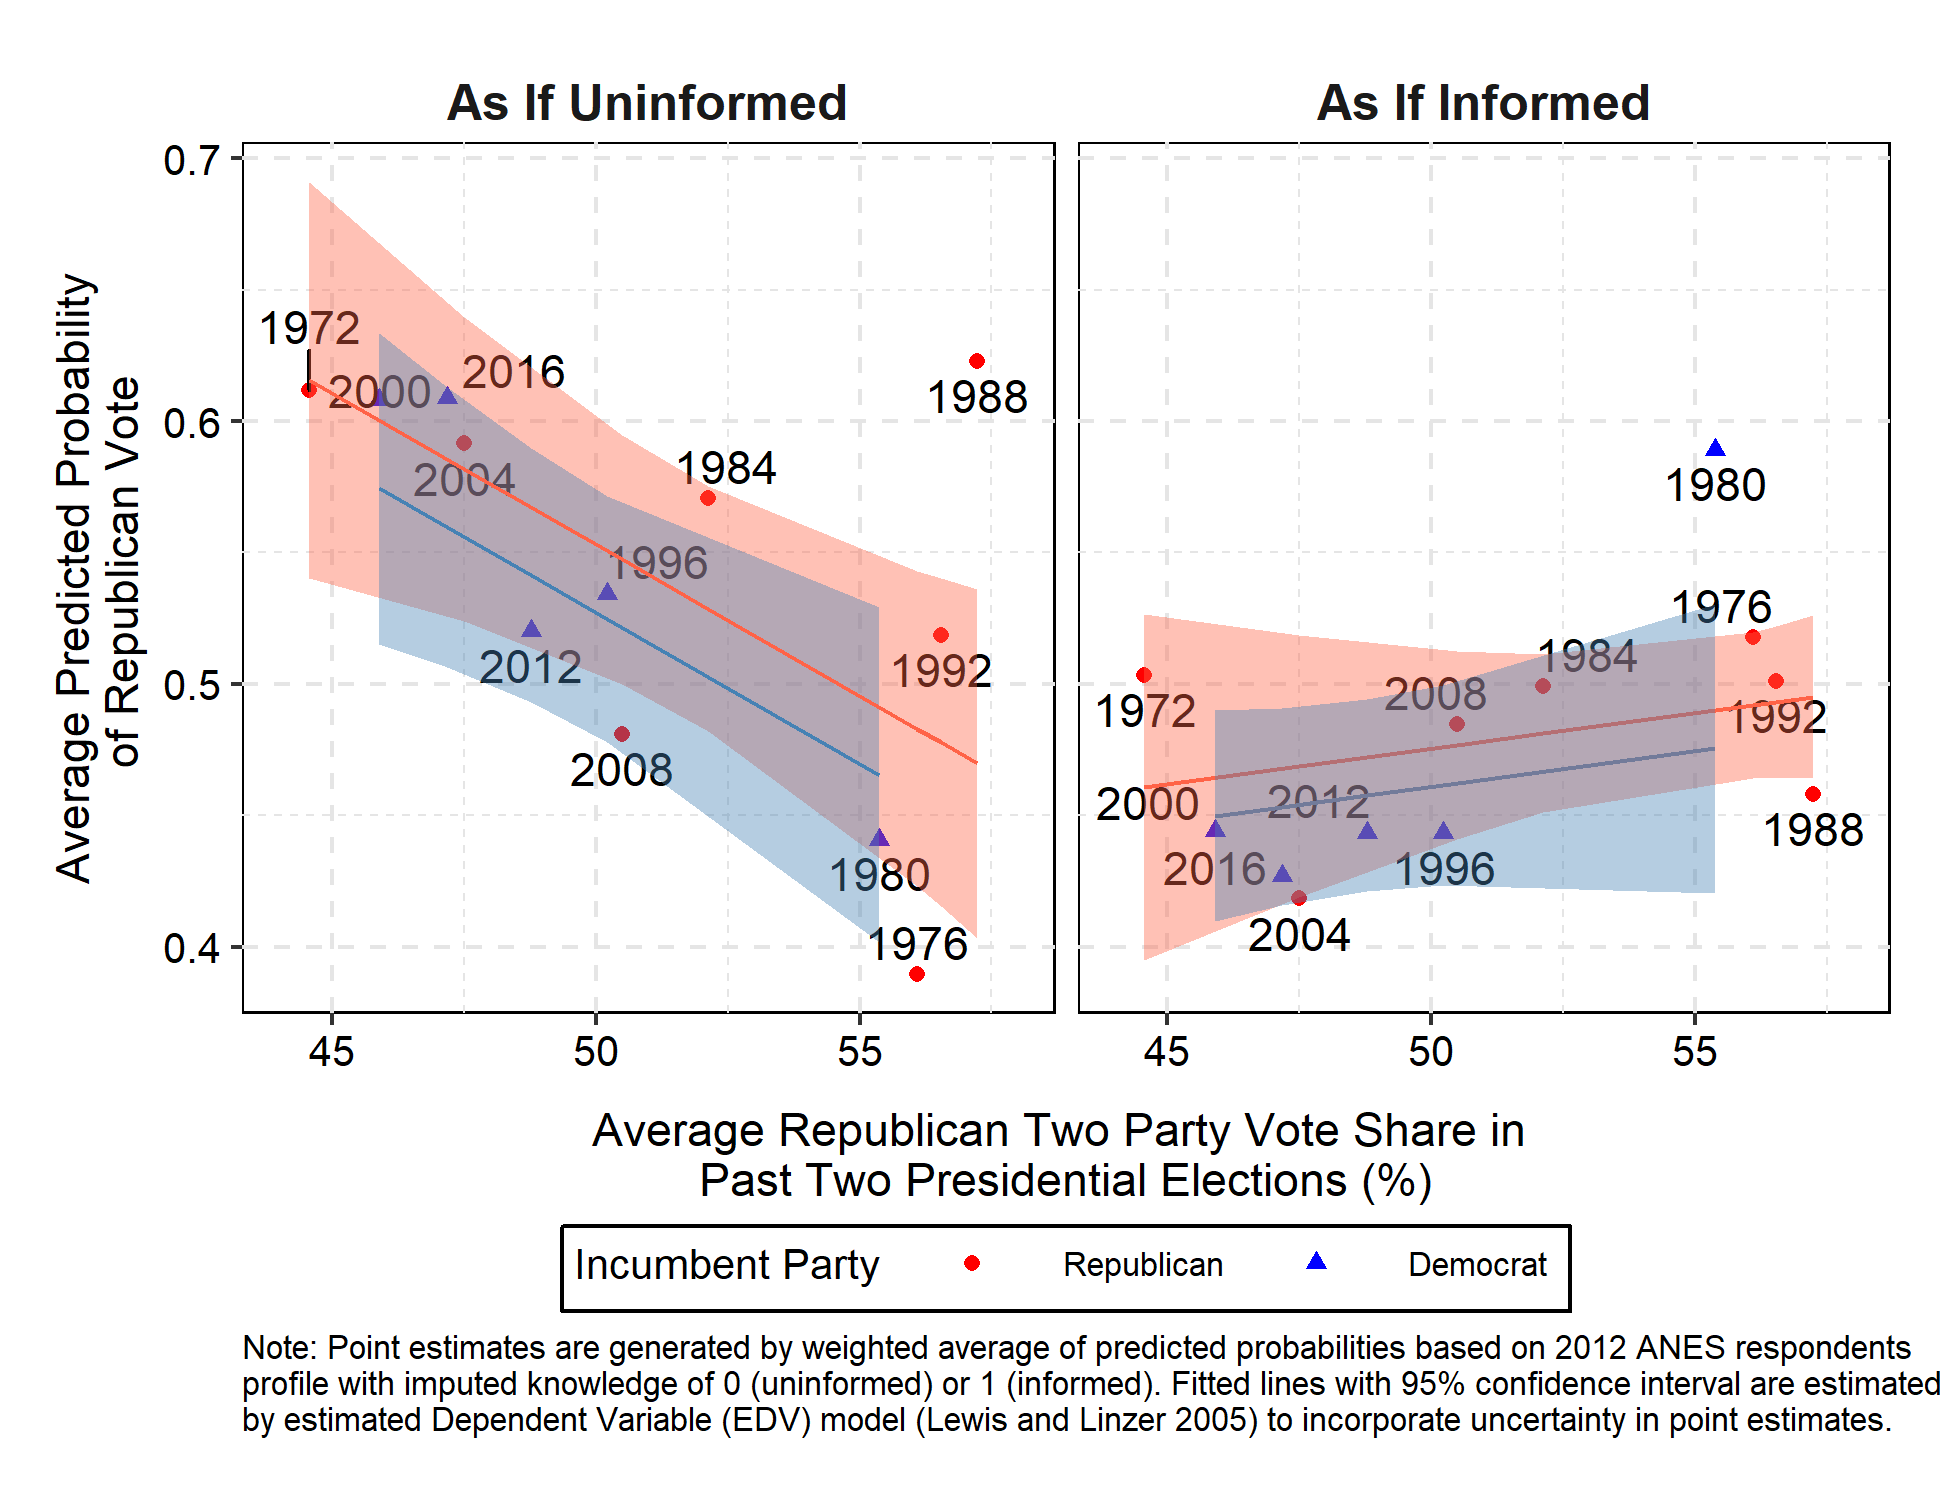 As If Uninformed
As If Informed
Average Predicted Probability
of Republican Vote
0.7
0.6
0.5
0.4
1972
2000
2016
2004
1984
1988
1996
2012
1992
2008
1980
1976
1980
1976
1984
2008
1972
1992
2000
2012
1988
2016
1996
2004
45
50
55
45
50
55
Average Republican Two Party Vote Share in
Past Two Presidential Elections (%)
Incumbent Party
Republican
Democrat
Note: Point estimates are generated by weighted average of predicted probabilities based on 2012 ANES respondents
profile with imputed knowledge of 0 (uninformed) or 1 (informed). Fitted lines with 95% confidence interval are estimated
by estimated Dependent Variable (EDV) model (Lewis and Linzer 2005) to incorporate uncertainty in point estimates.